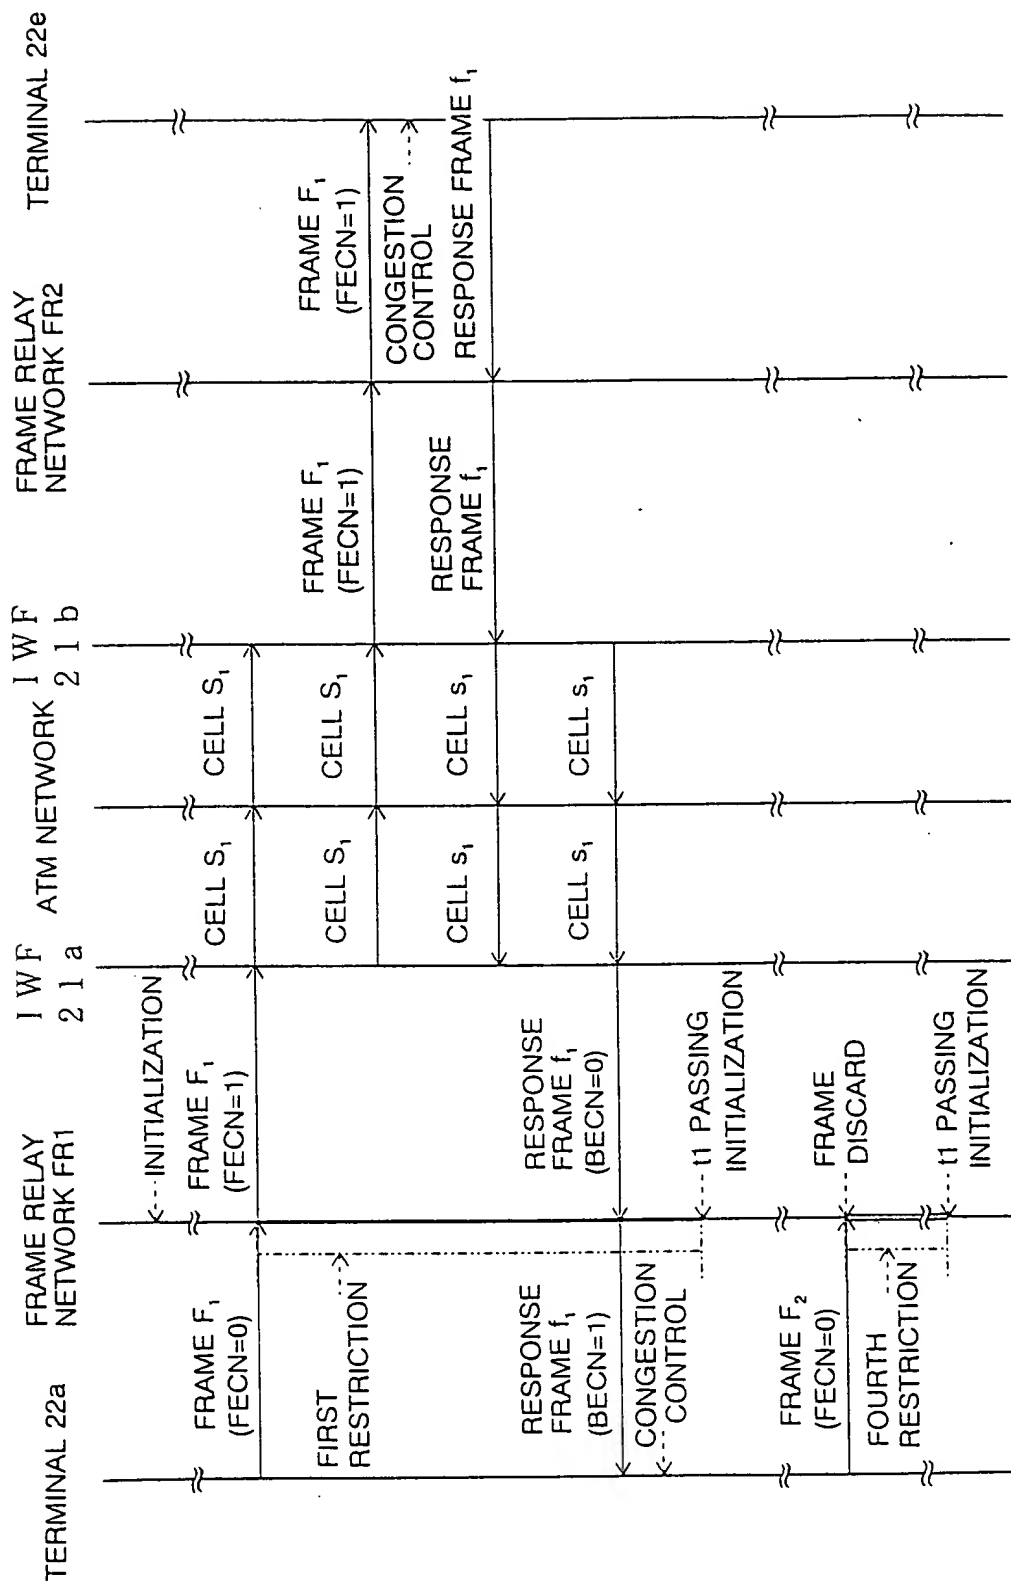 TERMINAL 22a
FRAME RELAY
NETWORK FR1
I W F
2 1 a
ATM NETWORK
I W F
2 1 b
FRAME RELAY
NETWORK FR2
TERMINAL 22e
INITIALIZATION
FRAME F₁
(FECN=0)
FRAME F₁
(FECN=1)
CELL S₁
CELL S₁
FIRST
RESTRICTION
CELL S₁
CELL S₁
FRAME F₁
(FECN=1)
FRAME F₁
(FECN=1)
CONGESTION
CONTROL
CELL s₁
CELL s₁
RESPONSE
FRAME f₁
RESPONSE FRAME f₁
RESPONSE
FRAME f₁
(BECN=1)
RESPONSE
FRAME f₁
(BECN=0)
CELL s₁
CELL s₁
CONGESTION
CONTROL
t1 PASSING
INITIALIZATION
FRAME F₂
(FECN=0)
FRAME
DISCARD
FOURTH
RESTRICTION
t1 PASSING
INITIALIZATION